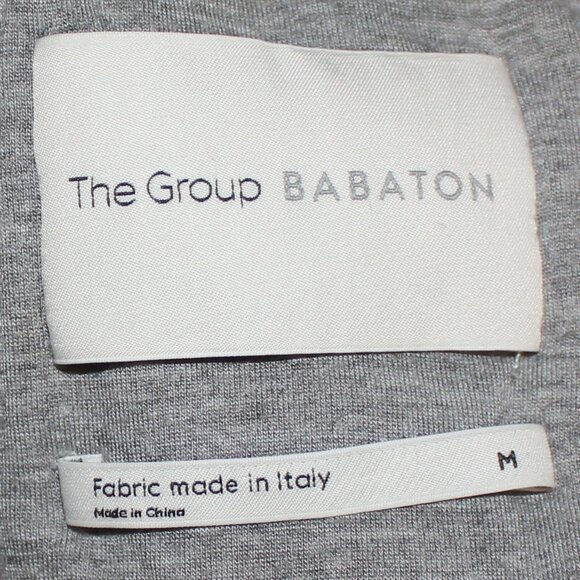 The Group BABATON
Fabric made in Italy M
Made in China